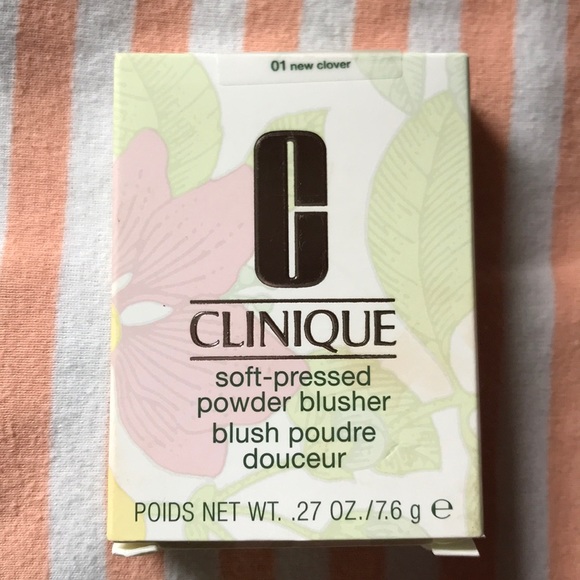 01 new clover
C
CLINIQUE
soft-pressed
powder blusher
blush poudre
douceur
POIDS NET WT. .27 OZ./7.6 g ℮